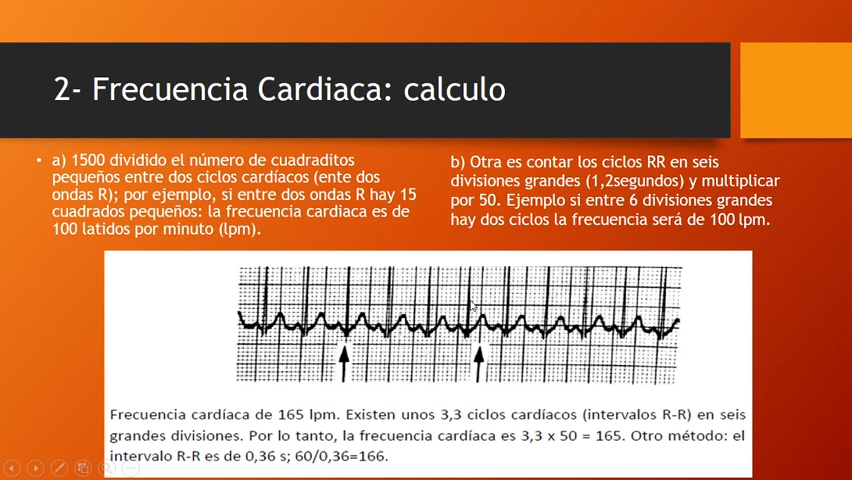 2- Frecuencia Cardiaca: calculo
• a) 1500 dividido el número de cuadraditos
pequeños entre dos ciclos cardíacos (ente dos
ondas R); por ejemplo, si entre dos ondas R hay 15
cuadrados pequeños: la frecuencia cardiaca es de
100 latidos por minuto (lpm).
b) Otra es contar los ciclos RR en seis
divisiones grandes (1,2segundos) y multiplicar
por 50. Ejemplo si entre 6 divisiones grandes
hay dos ciclos la frecuencia será de 100 lpm.
Frecuencia cardíaca de 165 lpm. Existen unos 3,3 ciclos cardíacos (intervalos R-R) en seis
grandes divisiones. Por lo tanto, la frecuencia cardíaca es 3,3 x 50 = 165. Otro método: el
intervalo R-R es de 0,36 s; 60/0,36=166.